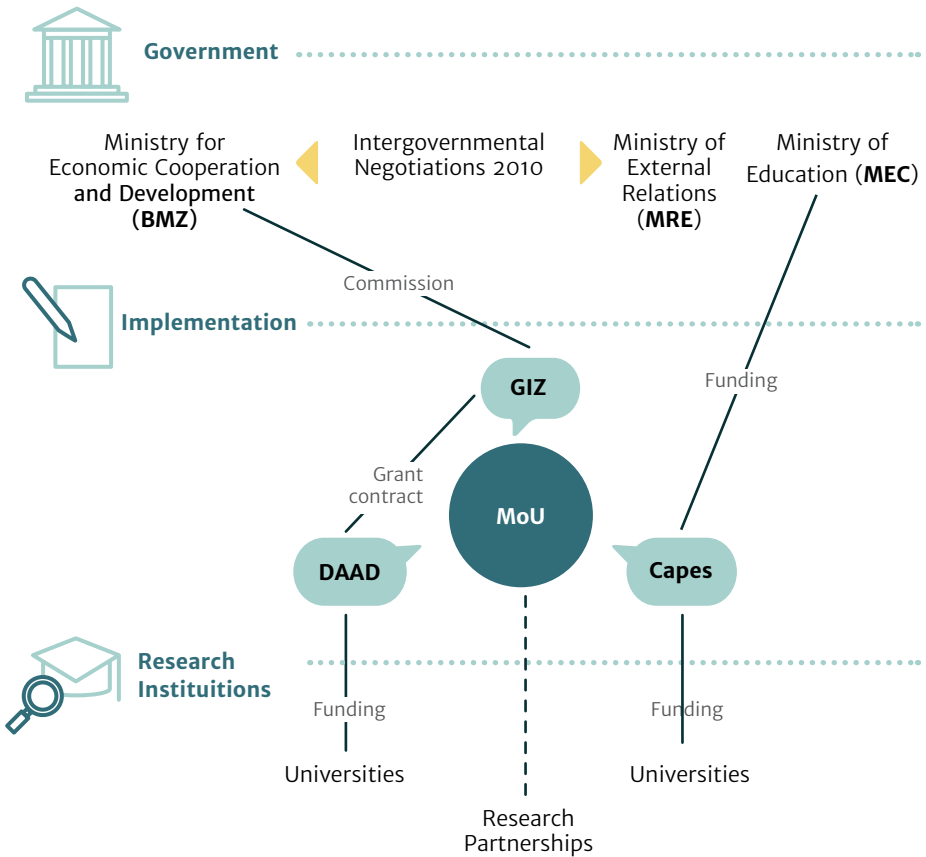 Government
Ministry for
Economic Cooperation
and Development
(BMZ)
Intergovernmental
Negotiations 2010
Ministry of
External
Relations
(MRE)
Ministry of
Education (MEC)
Commission
Implementation
GIZ
Funding
Grant
contract
MoU
DAAD
Capes
Research
Instituitions
Funding
Funding
Universities
Universities
Research
Partnerships